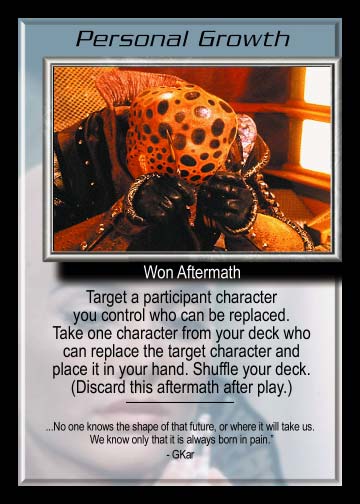 Personal Growth
Won Aftermath
Target a participant character
you control who can be replaced.
Take one character from your deck who
can replace the target character and
place it in your hand. Shuffle your deck.
(Discard this aftermath after play.)
...No one knows the shape of that future, or where it will take us.
We know only that it is always born in pain.”
- GKar